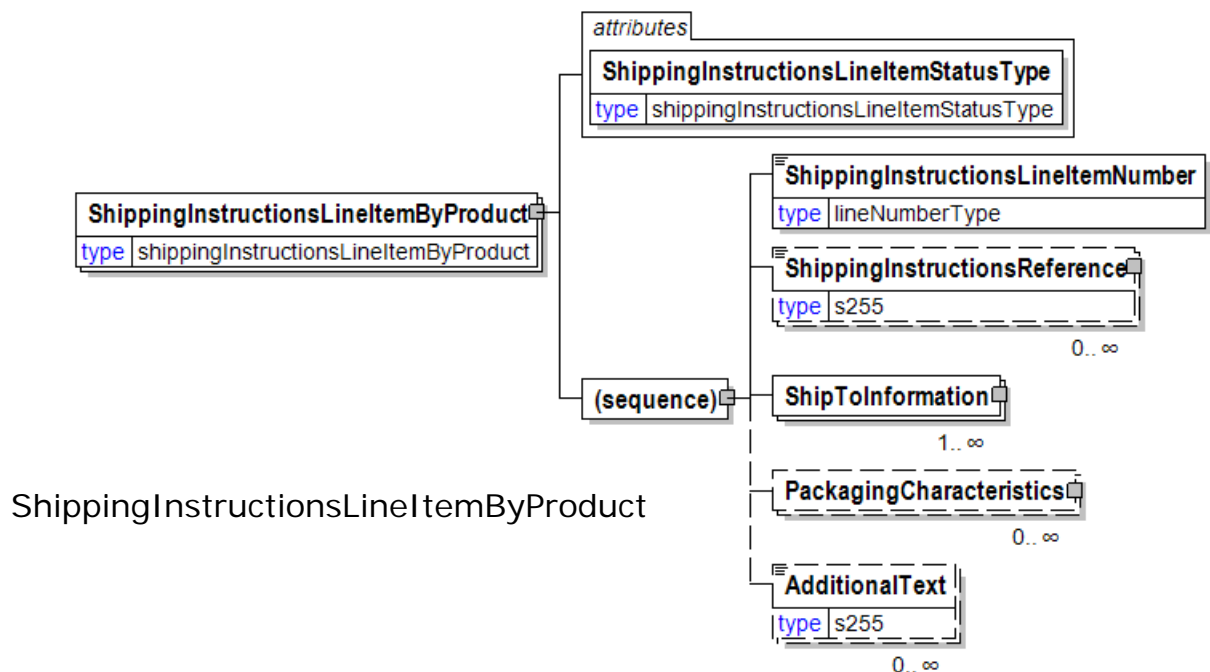 attributes
ShippingInstructionsLineItemStatusType
type shippingInstructionsLineItemStatusType
ShippingInstructionsLineItemByProduct
type shippingInstructionsLineItemByProduct
ShippingInstructionsLineItemNumber
type lineNumberType
ShippingInstructionsReference
type s255
0.. ∞
(sequence)
ShipToInformation
1.. ∞
ShippingInstructionsLineItemByProduct
PackagingCharacteristics
0.. ∞
AdditionalText
type s255
0.. ∞